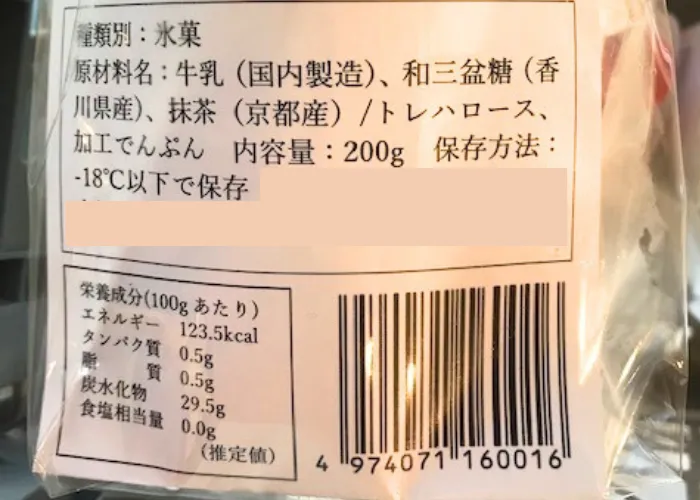 種類別：氷菓
原材料名：牛乳（国内製造）、和三盆糖（香
川県産）、抹茶（京都産）/トレハロース、
加工でんぷん　内容量：200g　保存方法：
-18℃以下で保存
栄養成分(100gあたり)
エネルギー　123.5kcal
タンパク質　0.5g
脂　　質　0.5g
炭水化物　29.5g
食塩相当量　0.0g
(推定値)
4 974071 160016